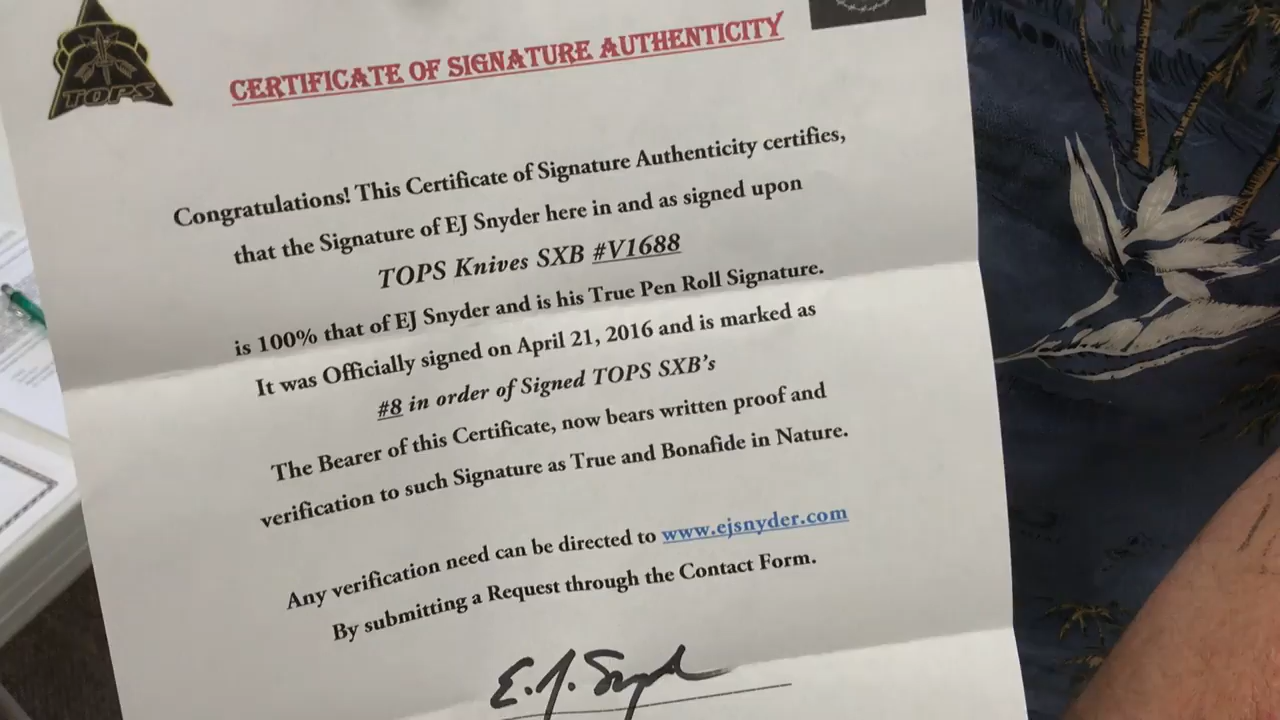 TOPS
CERTIFICATE OF SIGNATURE AUTHENTICITY
Congratulations! This Certificate of Signature Authenticity certifies,
that the Signature of EJ Snyder here in and as signed upon
TOPS Knives SXB #V1688
is 100% that of EJ Snyder and is his True Pen Roll Signature.
It was Officially signed on April 21, 2016 and is marked as
#8 in order of Signed TOPS SXB's
The Bearer of this Certificate, now bears written proof and
verification to such Signature as True and Bonafide in Nature.
Any verification need can be directed to www.ejsnyder.com
By submitting a Request through the Contact Form.
E.J. Snyder